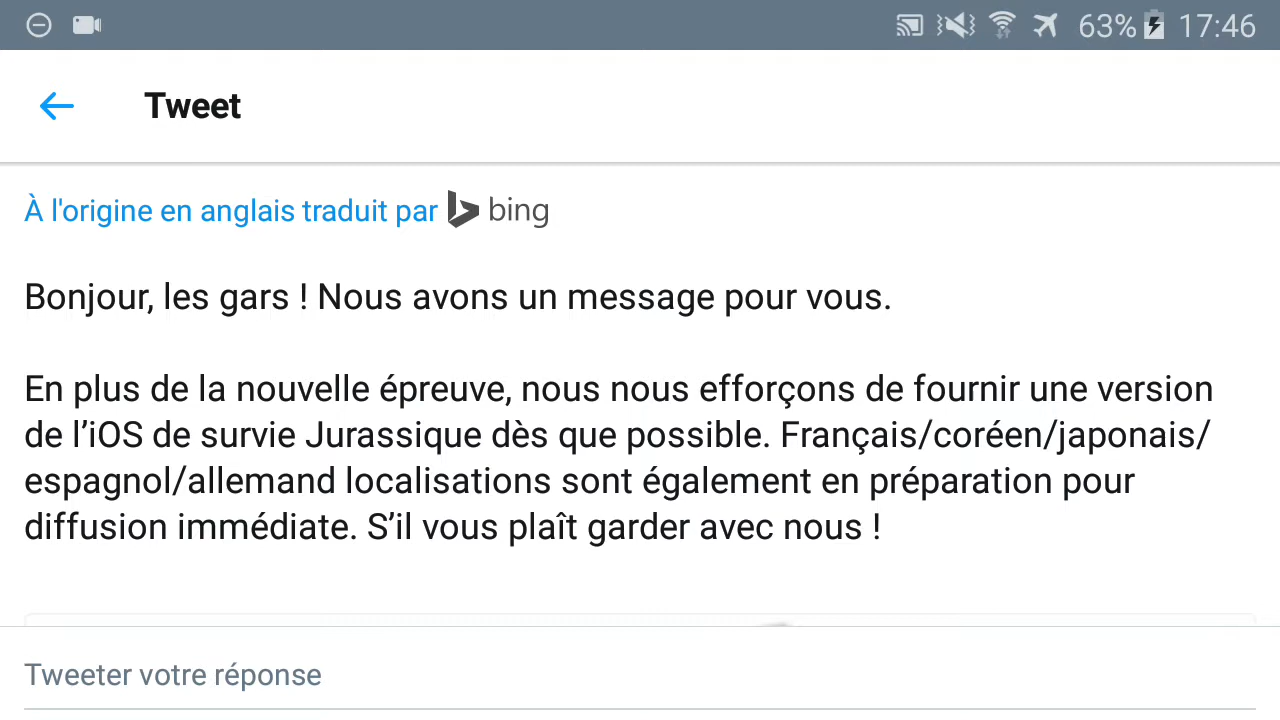 63% 17:46
Tweet
À l'origine en anglais traduit par bing
Bonjour, les gars ! Nous avons un message pour vous.
En plus de la nouvelle épreuve, nous nous efforçons de fournir une version
de l’iOS de survie Jurassique dès que possible. Français/coréen/japonais/
espagnol/allemand localisations sont également en préparation pour
diffusion immédiate. S’il vous plaît garder avec nous !
Tweeter votre réponse